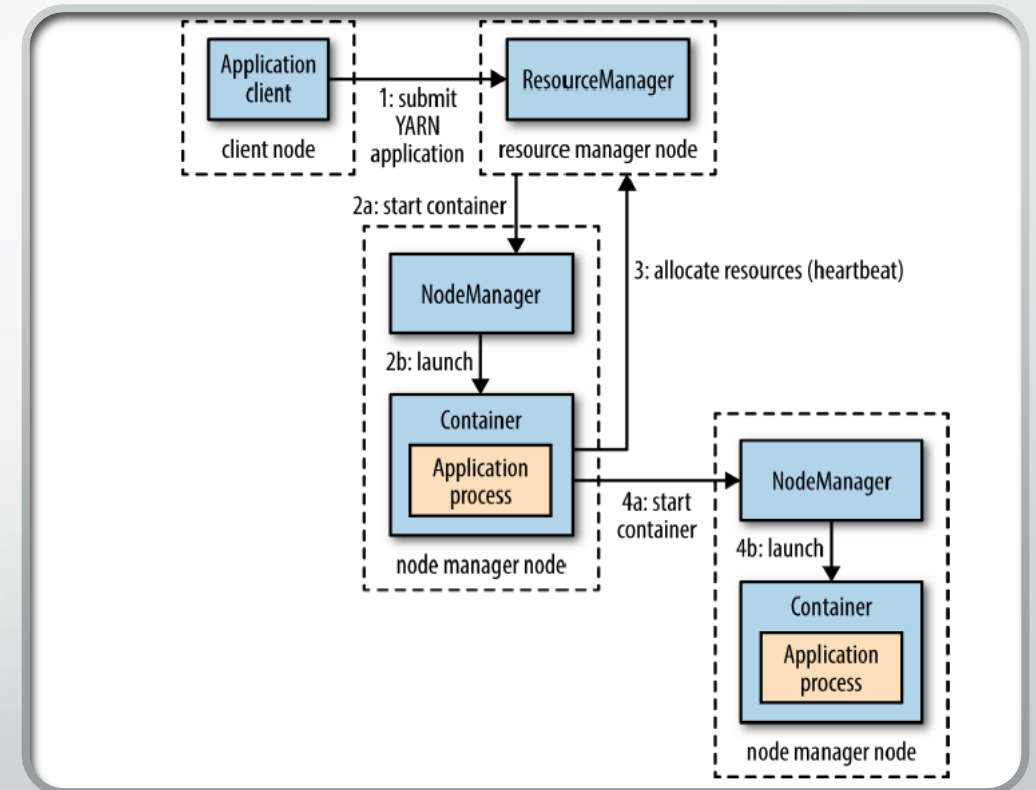 Application
client
client node
1: submit
YARN
application
ResourceManager
resource manager node
2a: start container
NodeManager
2b: launch
Container
Application
process
node manager node
3: allocate resources (heartbeat)
4a: start
container
NodeManager
4b: launch
Container
Application
process
node manager node